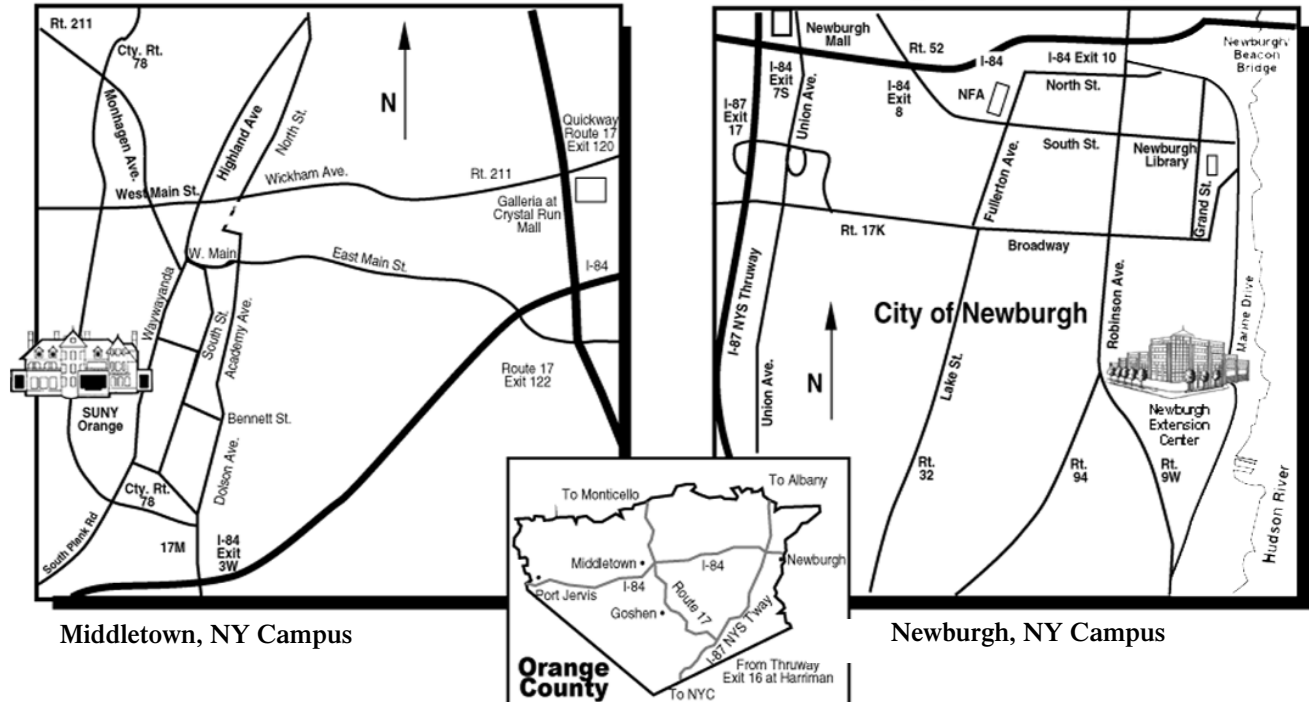 Rt. 211
Cty. Rt.
78
Monhagen Ave.
Highland Ave
North St.
N
Quickway
Route 17
Exit 120
West Main St.
Wickham Ave.
Rt. 211
Galleria at
Crystal Run
Mall
W. Main
East Main St.
I-84
Waywayanda
South St.
Academy Ave.
SUNY
Orange
Route 17
Exit 122
Bennett St.
Dolson Ave.
Cty. Rt.
78
South Plank Rd
17M
I-84
Exit
3W
Middletown, NY Campus
Newburgh
Mall
Rt. 52
I-84
I-84 Exit 10
Newburgh/
Beacon
Bridge
I-84
Exit
7S
Union Ave.
I-84
Exit
8
NFA
North St.
I-87
Exit
17
South St.
Newburgh
Library
Fullerton Ave.
Grand St.
Rt. 17K
Broadway
I-87 NYS Thruway
City of Newburgh
Robinson Ave.
Marine Drive
N
Union Ave.
Lake St.
Newburgh
Extension
Center
Rt.
32
Rt.
94
Rt.
9W
Hudson River
Newburgh, NY Campus
To Monticello
To Albany
Middletown
I-84
Newburgh
Port Jervis
I-84
Goshen
Route 17
I-87 NYS Tway
Orange
County
From Thruway
Exit 16 at Harriman
To NYC